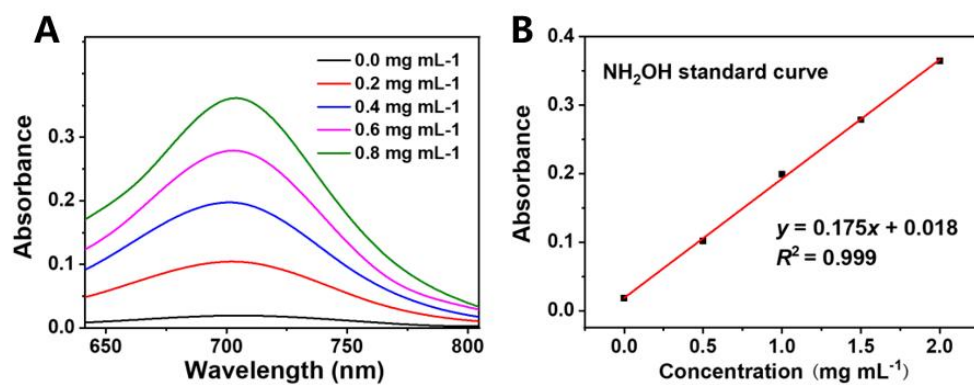 A
Absorbance
0.3
0.2
0.1
0.0
650
700
750
800
Wavelength (nm)
0.0 mg mL-1
0.2 mg mL-1
0.4 mg mL-1
0.6 mg mL-1
0.8 mg mL-1
B
Absorbance
0.4
0.3
0.2
0.1
0.0
0.0
0.5
1.0
1.5
2.0
Concentration (mg mL⁻¹)
NH₂OH standard curve
y = 0.175x + 0.018
R² = 0.999